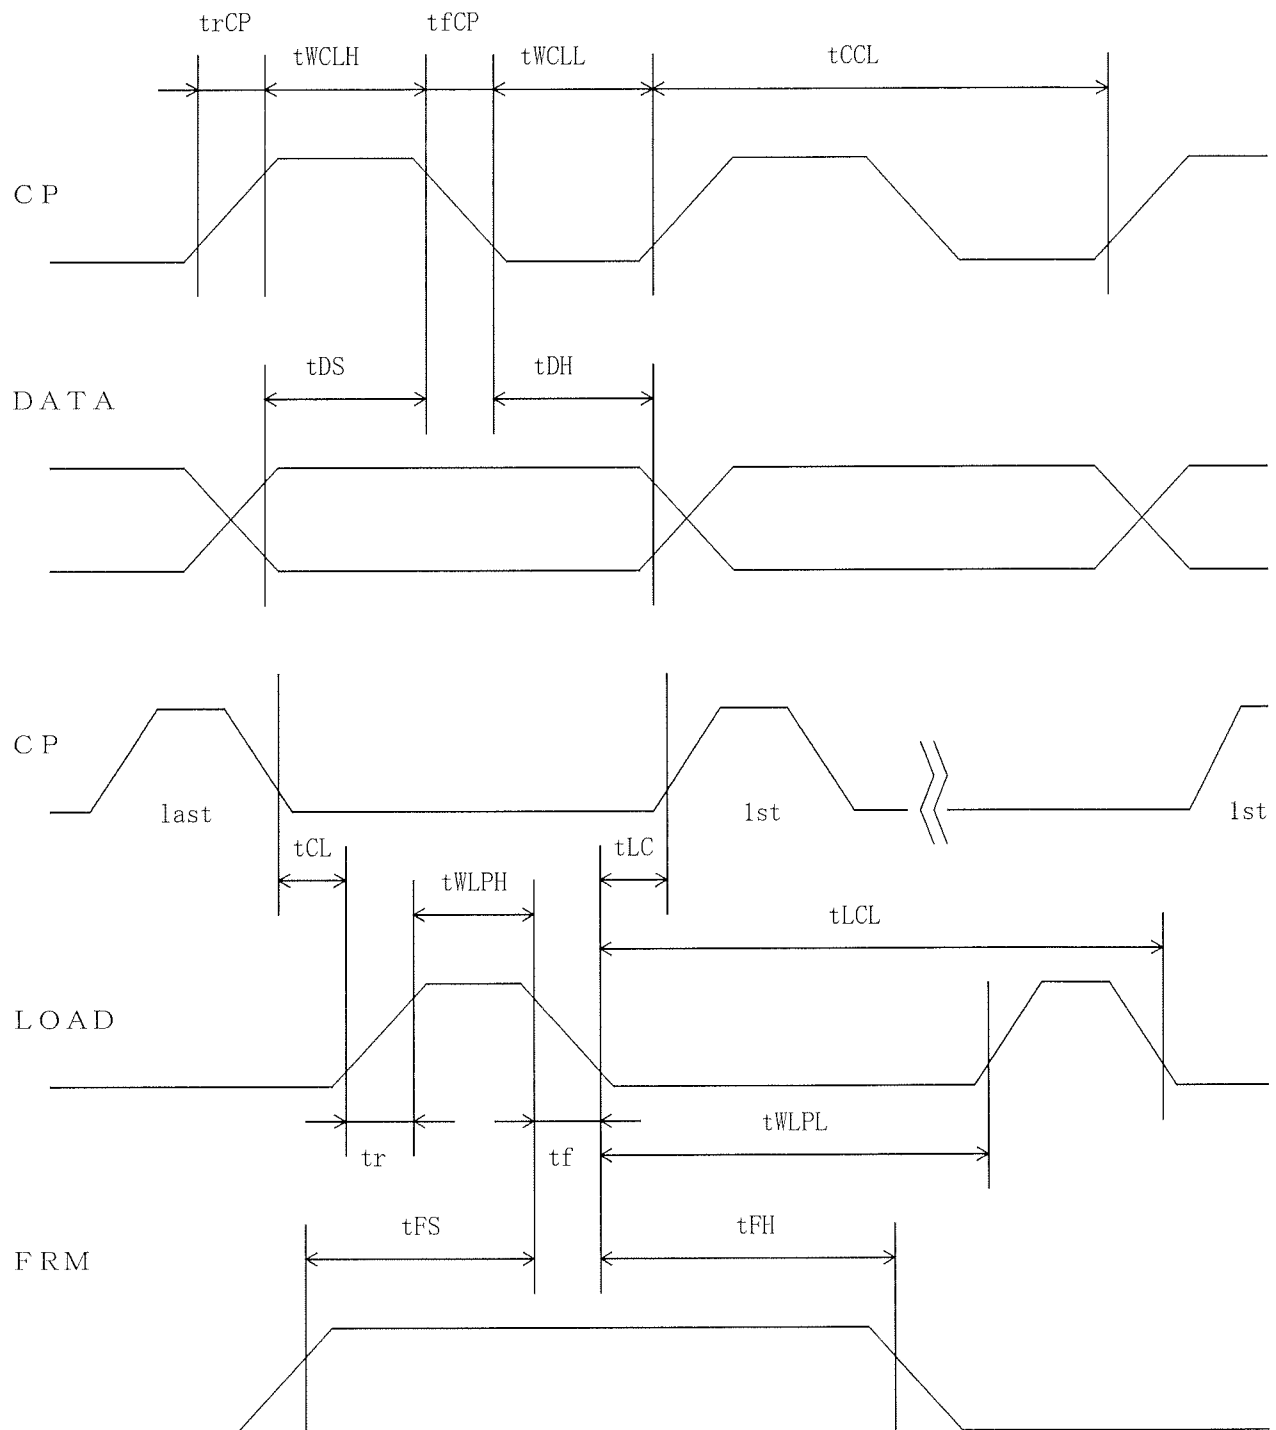 trCP tfCP
tWCLH tWCLL tCCL
CP
tDS tDH
DATA
CP
last 1st 1st
tCL tLC
tWLPH
tLCL
LOAD
tWLPL
tr tf
tFS tFH
FRM